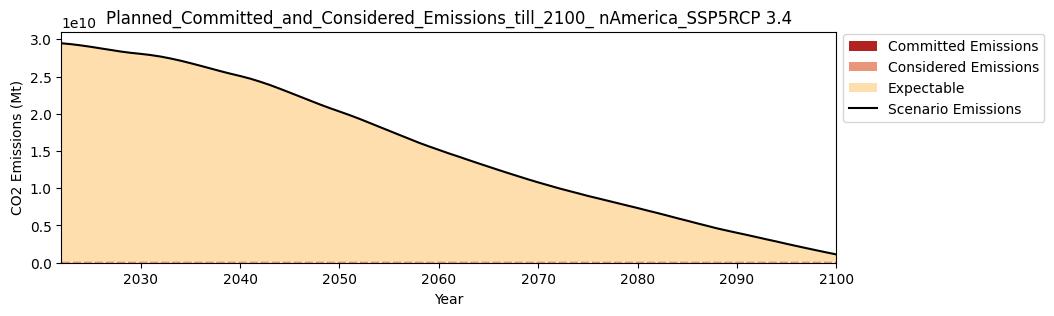 Planned_Committed_and_Considered_Emissions_till_2100_ nAmerica_SSP5RCP 3.4
1e10
3.0
2.5
2.0
1.5
1.0
0.5
0.0
CO2 Emissions (Mt)
2030 2040 2050 2060 2070 2080 2090 2100
Year
Committed Emissions
Considered Emissions
Expectable
Scenario Emissions